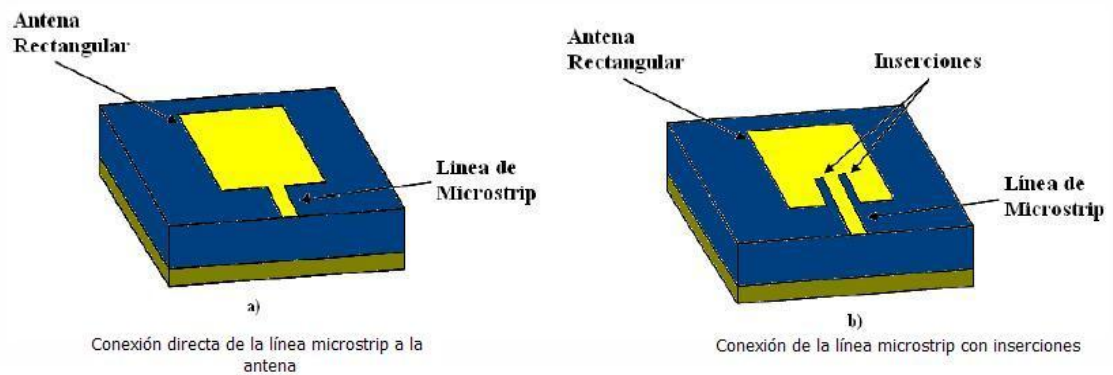 Antena
Rectangular
Linea de
Microstrip
a)
Conexión directa de la línea microstrip a la
antena
Antena
Rectangular
Inserciones
Línea de
Microstrip
b)
Conexión de la línea microstrip con inserciones